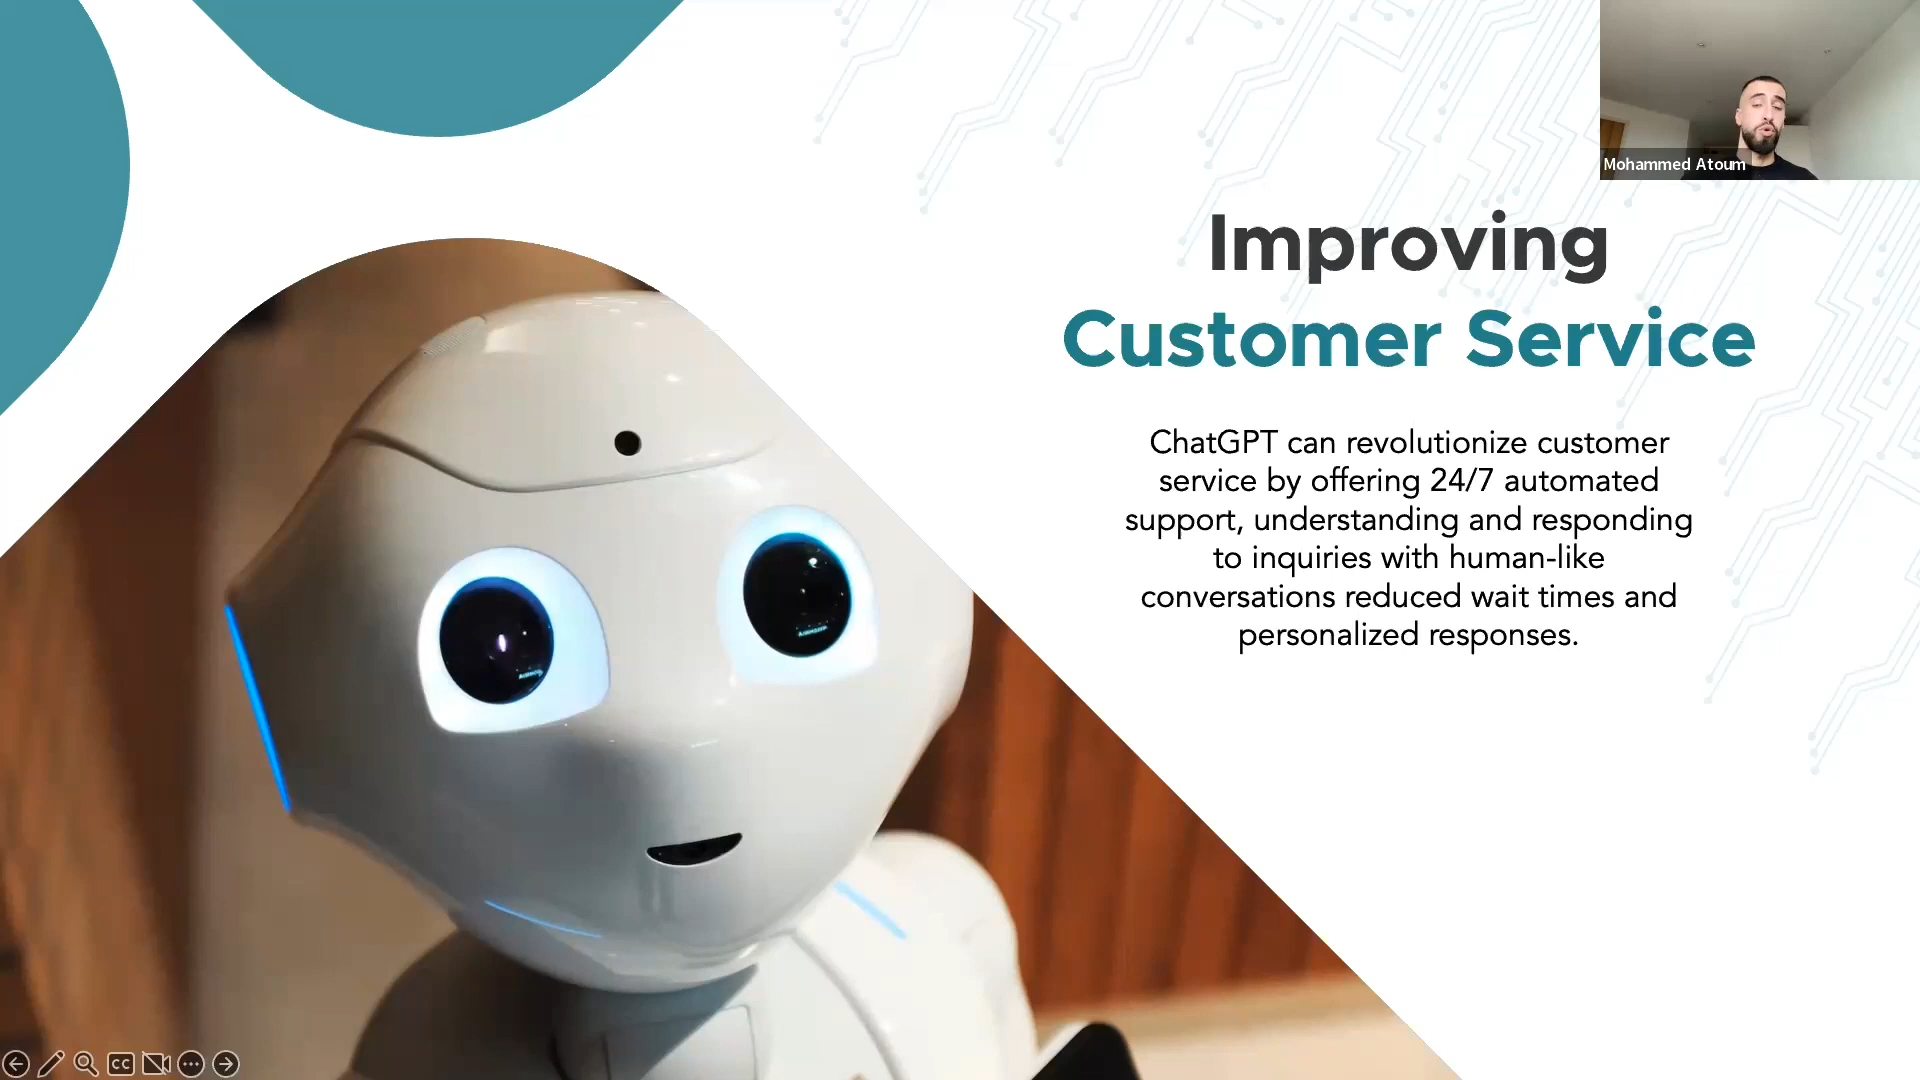 Mohammed Atoum
Improving
Customer Service
ChatGPT can revolutionize customer
service by offering 24/7 automated
support, understanding and responding
to inquiries with human-like
conversations reduced wait times and
personalized responses.
CC